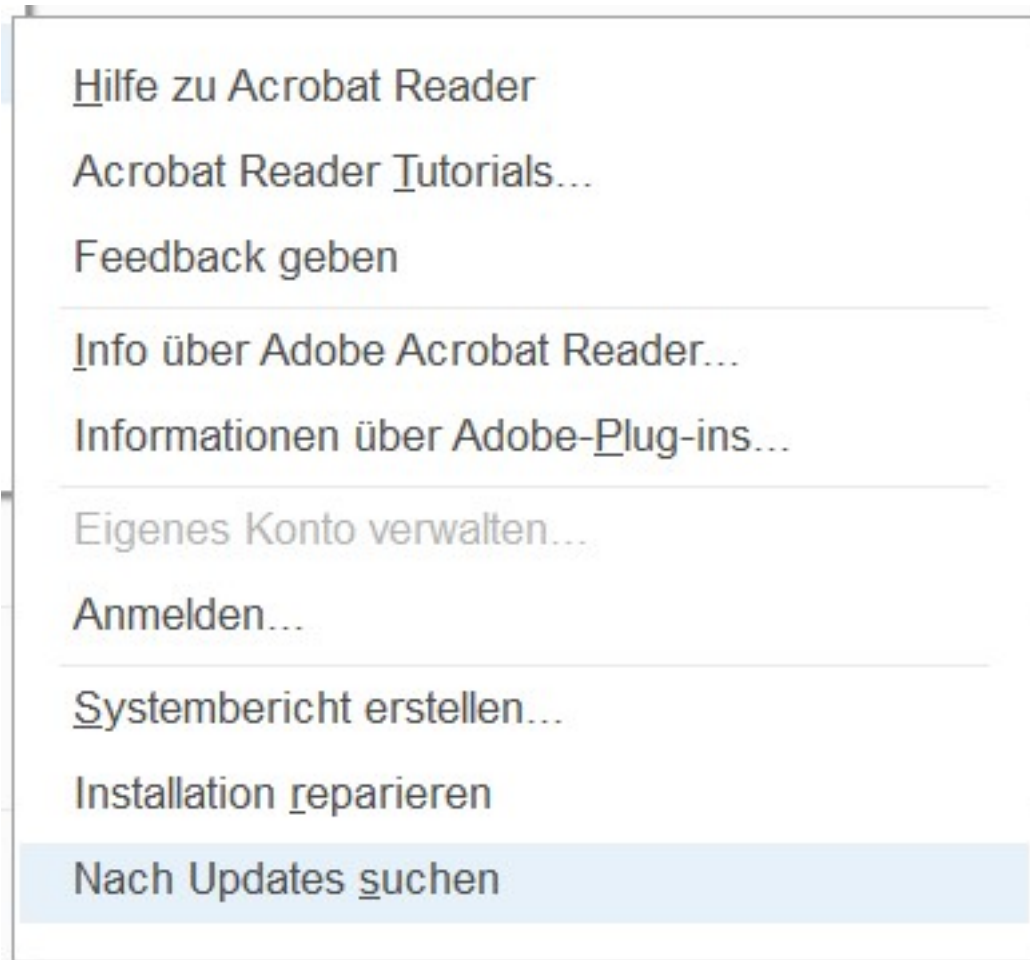 Hilfe zu Acrobat Reader
Acrobat Reader Tutorials...
Feedback geben
Info über Adobe Acrobat Reader...
Informationen über Adobe-Plug-ins...
Eigenes Konto verwalten...
Anmelden...
Systembericht erstellen...
Installation reparieren
Nach Updates suchen